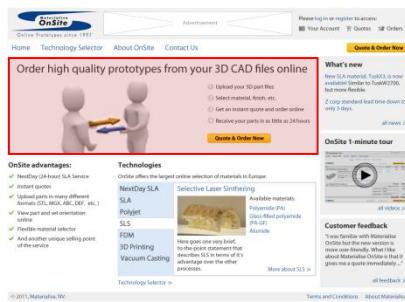 Materialise
OnSite
Online Prototypes since 1997
Advertisement
Please log in or register to access:
Your Account Quotes Orders
Home Technology Selector About OnSite Contact Us
Quote & Order Now
Order high quality prototypes from your 3D CAD files online
Upload your 3D part files
Select material, finish, etc.
Get an instant quote and order online
Receive your parts in as little as 24 hours
Quote & Order Now
What's new
New SLA material, TuskXJ, is now
available! Similar to TuskW2700,
but more flexible.
Z corp standard lead time down to
only 3 days.
all news
OnSite 1-minute tour
all videos
Customer feedback
"I was familiar with Materialise
OnSite but the new version is
more user-friendly. What I like
about Materialise OnSite is that it
gives me a quote immediately ..."
all feedback
OnSite advantages:
NextDay (24-hour) SLA Service
Instant quotes
Upload parts in many different
formats (STL, MGX, ABC, DEF, etc. )
View part and set orientation
online
Flexible material selector
And another unique selling point
of the service
Technologies
OnSite offers the largest online selection of materials in Europe:
NextDay SLA
SLA
Polyjet
SLS
FDM
3D Printing
Vacuum Casting
Selective Laser Sinthering
Available materials:
Polyamide (PA)
Glass-filled polyamide
(PA-GF)
Alumide
Here goes one very brief,
to-the-point statement that
describes SLS in terms of it's
advantage over the other
processes.
More about SLS »
Technology Selector »
© 2011, Materialise, NV.
Terms and Conditions About Materialise